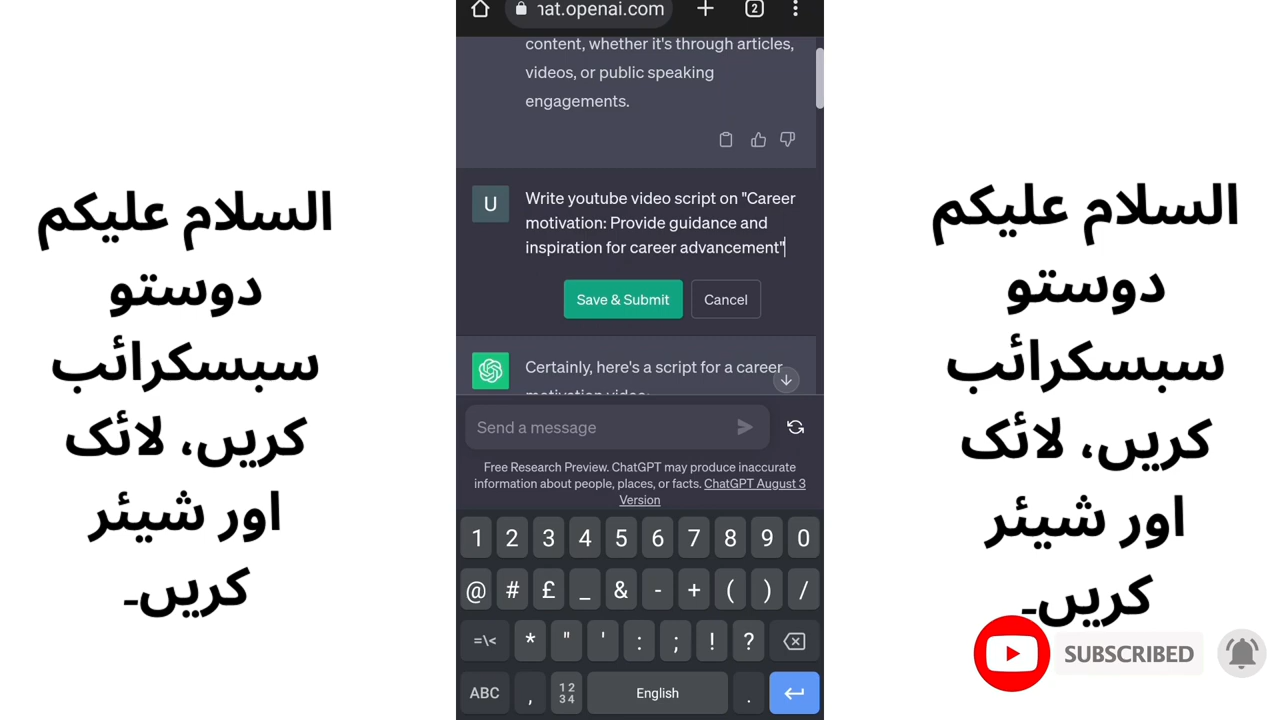 السلام علیکم
دوستو
سبسکرائب
کریں، لائک
اور شیئر
کریں۔
hat.openai.com
2
content, whether it's through articles,
videos, or public speaking
engagements.
U
Write youtube video script on "Career
motivation: Provide guidance and
inspiration for career advancement"
Save & Submit
Cancel
Certainly, here's a script for a career
motivation video:
Send a message
Free Research Preview. ChatGPT may produce inaccurate
information about people, places, or facts. ChatGPT August 3
Version
1 2 3 4 5 6 7 8 9 0
@ # £ _ & - + ( ) /
=\< * " ' : ; ! ?
ABC , 12 34 English .
السلام علیکم
دوستو
سبسکرائب
کریں، لائک
اور شیئر
کریں۔
SUBSCRIBED